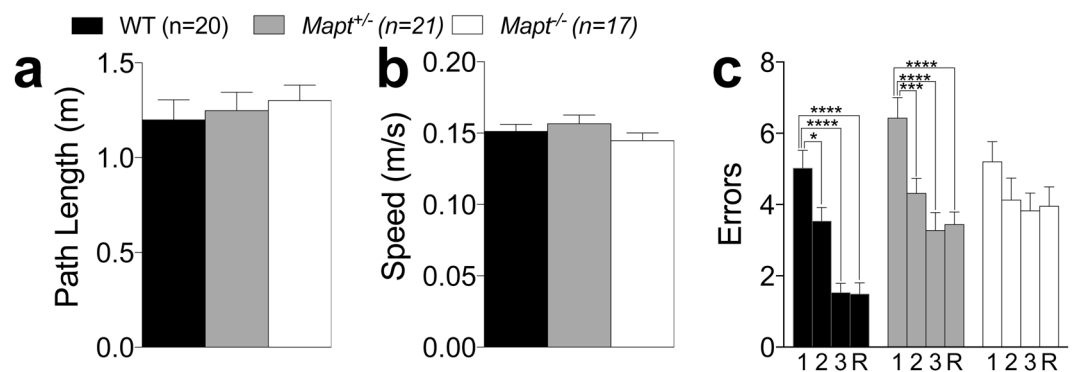 WT (n=20) Mapt+/- (n=21) Mapt-/- (n=17)
a
Path Length (m)
1.5
1.0
0.5
0.0
b
Speed (m/s)
0.20
0.15
0.10
0.05
0.00
c
Errors
8
6
4
2
0
****
****
*
****
****
***
1 2 3 R 1 2 3 R 1 2 3 R